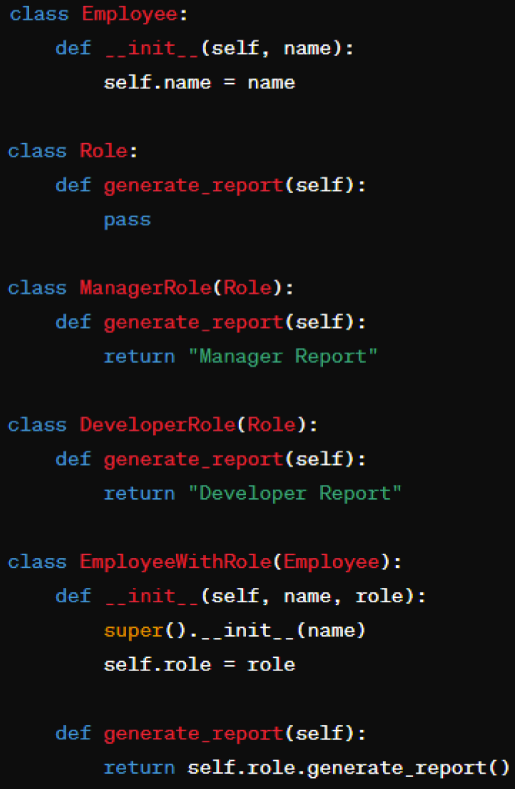 class Employee:
    def __init__(self, name):
        self.name = name

class Role:
    def generate_report(self):
        pass

class ManagerRole(Role):
    def generate_report(self):
        return "Manager Report"

class DeveloperRole(Role):
    def generate_report(self):
        return "Developer Report"

class EmployeeWithRole(Employee):
    def __init__(self, name, role):
        super().__init__(name)
        self.role = role

    def generate_report(self):
        return self.role.generate_report()